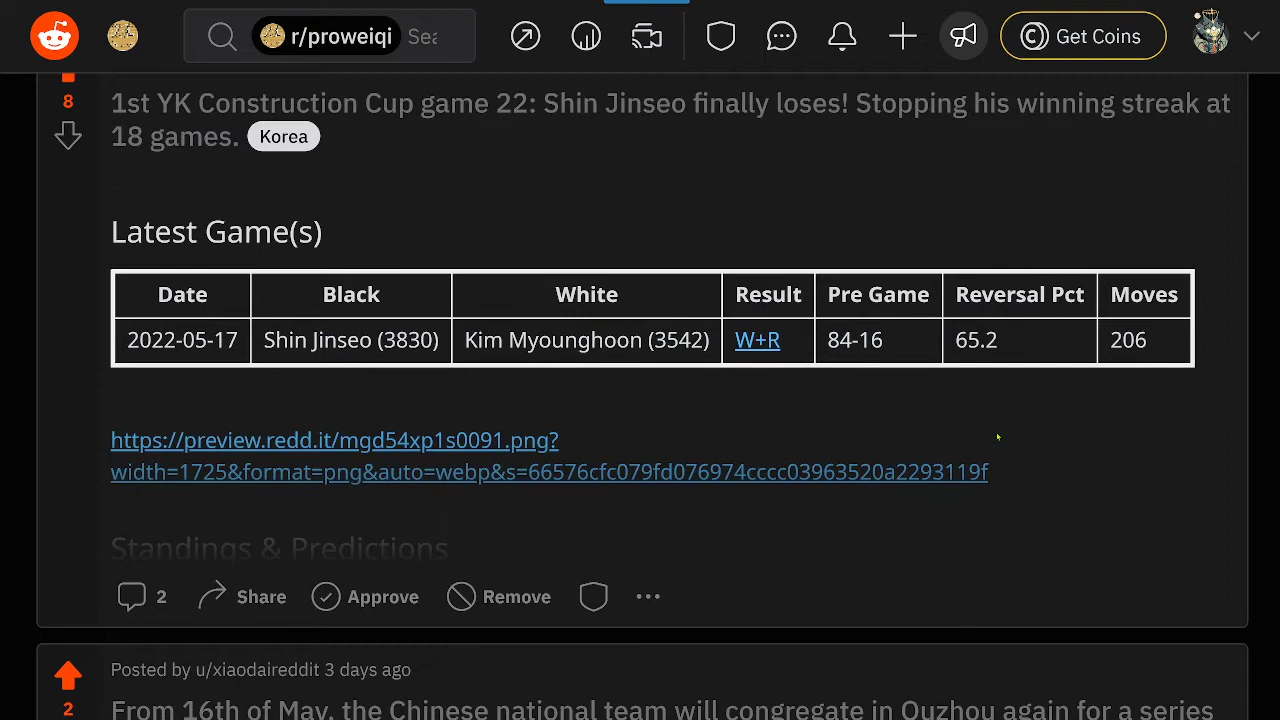 r/proweiqi Sea
Get Coins
8
1st YK Construction Cup game 22: Shin Jinseo finally loses! Stopping his winning streak at
18 games. Korea
Latest Game(s)
Date Black White Result Pre Game Reversal Pct Moves
2022-05-17 Shin Jinseo (3830) Kim Myounghoon (3542) W+R 84-16 65.2 206
https://preview.redd.it/mgd54xp1s0091.png?
width=1725&format=png&auto=webp&s=66576cfc079fd076974cccc03963520a2293119f
Standings & Predictions
2 Share Approve Remove
Posted by u/xiaodaireddit 3 days ago
2
From 16th of May, the Chinese national team will congregate in Quzhou again for a series